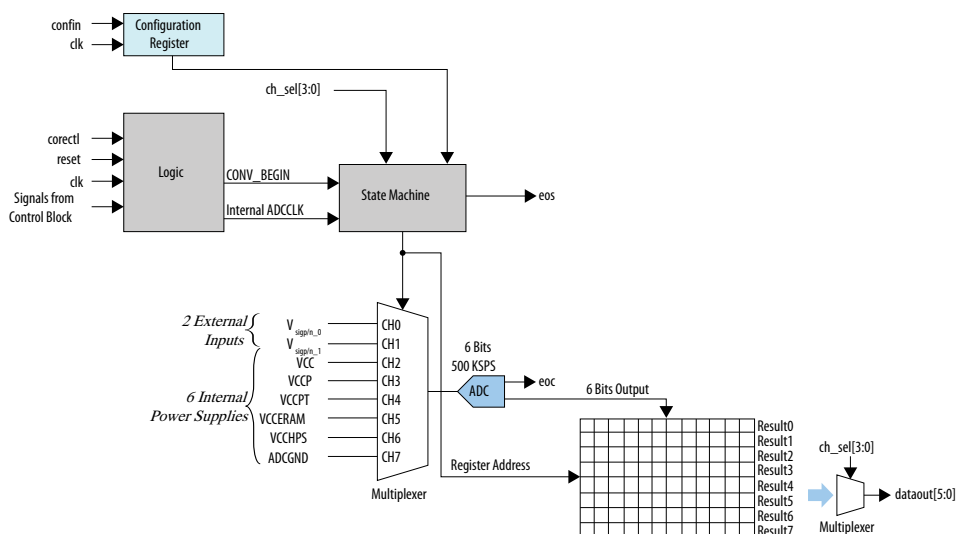 confin
clk
Configuration
Register
ch_sel[3:0]
corectl
reset
clk
Signals from
Control Block
Logic
CONV_BEGIN
Internal ADCCLK
State Machine
eos
2 External
Inputs
6 Internal
Power Supplies
V sigp/n_0
V sigp/n_1
VCC
VCCP
VCCPT
VCCERAM
VCCHPS
ADCGND
CH0
CH1
CH2
CH3
CH4
CH5
CH6
CH7
Multiplexer
6 Bits
500 KSPS
ADC
eoc
6 Bits Output
Register Address
Result0
Result1
Result2
Result3
Result4
Result5
Result6
Result7
ch_sel[3:0]
dataout[5:0]
Multiplexer